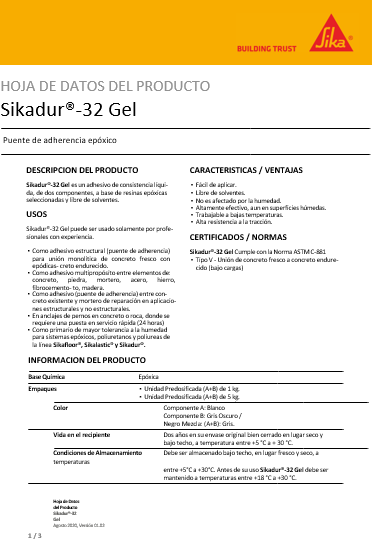 BUILDING TRUST
Sika
HOJA DE DATOS DEL PRODUCTO
Sikadur®-32 Gel
Puente de adherencia epóxico
DESCRIPCION DEL PRODUCTO
Sikadur®-32 Gel es un adhesivo de consistencia líqui-
da, de dos componentes, a base de resinas epóxicas
seleccionadas y libre de solventes.
USOS
Sikadur®-32 Gel puede ser usado solamente por profe-
sionales con experiencia.
• Como adhesivo estructural (puente de adherencia)
para unión monolítica de concreto fresco con
epódicas- creto endurecido.
• Como adhesivo multipropósito entre elementos de:
concreto, piedra, mortero, acero, hierro,
fibrocemento- to, madera.
• Como adhesivo (puente de adherencia) entre con-
creto existente y mortero de reparación en aplicacio-
nes estructurales y no estructurales.
• En anclajes de pernos en concreto o roca, donde se
requiere una puesta en servicio rápida (24 horas)
• Como primario de mayor tolerancia a la humedad
para sistemas epóxicos, poliuretanos y poliureas de
la línea Sikafloor®, Sikalastic® y Sikadur®.
CARACTERISTICAS / VENTAJAS
• Fácil de aplicar.
• Libre de solventes.
• No es afectado por la humedad.
• Altamente efectivo, aun en superficies húmedas.
• Trabajable a bajas temperaturas.
• Alta resistencia a la tracción.
CERTIFICADOS / NORMAS
Sikadur®-32 Gel Cumple con la Norma ASTM C-881
• Tipo V - Unión de concreto fresco a concreto endure-
cido (bajo cargas)
INFORMACION DEL PRODUCTO
Base Química Epóxica
Empaques • Unidad Predosificada (A+B) de 1 kg.
• Unidad Predosificada (A+B) de 5 kg.
Color Componente A: Blanco
Componente B: Gris Oscuro /
Negro Mezcla: (A+B): Gris.
Vida en el recipiente Dos años en su envase original bien cerrado en lugar seco y
bajo techo, a temperatura entre +5 °C a + 30 °C.
Condiciones de Almacenamiento Debe ser almacenado bajo techo, en lugar fresco y seco, a
temperaturas
entre +5°C a +30°C. Antes de su uso Sikadur®-32 Gel debe ser
mantenido a temperaturas entre +18 °C a +30 °C.
Hoja de Datos
del Producto
Sikadur®-32
Gel
Agosto 2020, Versión 01.02
1 / 3